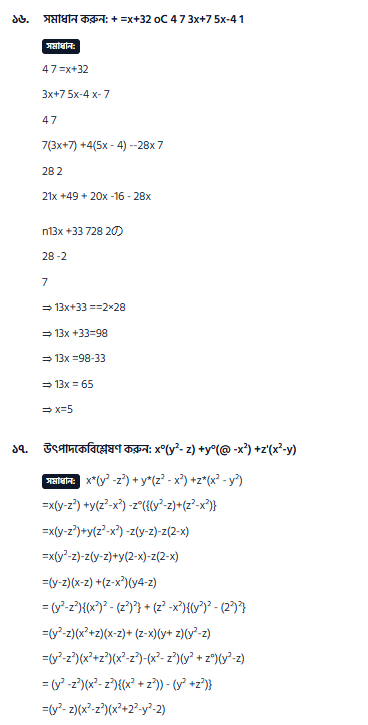 ১৬. সমাধান করুন: + =x+32 oC 4 7 3x+7 5x-4 1
সমাধান:
4 7 =x+32
3x+7 5x-4 x- 7
4 7
7(3x+7) +4(5x - 4) --28x 7
28 2
21x +49 + 20x -16 - 28x
n13x +33 728 2の
28 -2
7
⇒ 13x+33 ==2×28
⇒ 13x +33=98
⇒ 13x =98-33
⇒ 13x = 65
⇒ x=5
১৭. উৎপাদকেবিশ্লেষণ করুন: xº(y²- z) +yº(@ -x²) +z'(x²-y)
সমাধান: x*(y² -z²) + y*(z² - x²) +z*(x² - y²)
=x(y-z²) +y(z²-x²) -zº({(y²-z)+(z²-x²)}
=x(y-z²)+y(z²-x²) -z(y-z)-z(2-x)
=x(y²-z)-z(y-z)+y(2-x)-z(2-x)
=(y-z)(x-z) +(z-x²)(y4-z)
= (y²-z²){(x²)² - (z²)²} + (z² -x²){(y²)² - (2²)²}
=(y²-z)(x²+z)(x-z)+ (z-x)(y+ z)(y²-z)
=(y²-z²)(x²+z²)(x²-z²)-(x²- z²)(y² + zº)(y²-z)
= (y² -z²)(x²- z²){(x² + z²)) - (y² +z²)}
=(y²- z)(x²-z²)(x²+2²-y²-2)